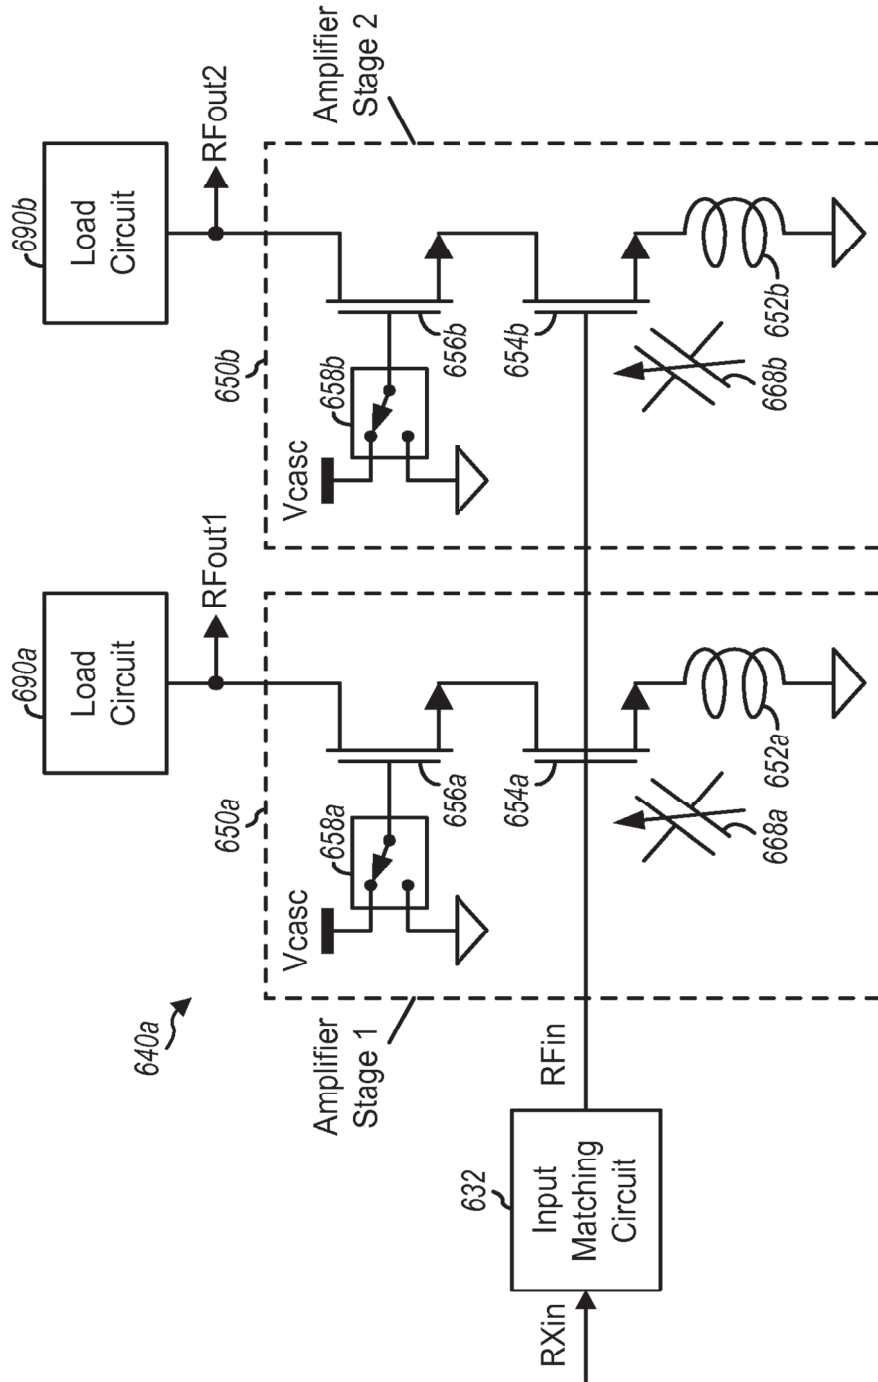 640a
690a
Load
Circuit
RFout1
690b
Load
Circuit
RFout2
Amplifier
Stage 1
650a
Vcasc
658a
656a
654a
668a
652a
Amplifier
Stage 2
650b
Vcasc
658b
656b
654b
668b
652b
RXin
632
Input
Matching
Circuit
RFin